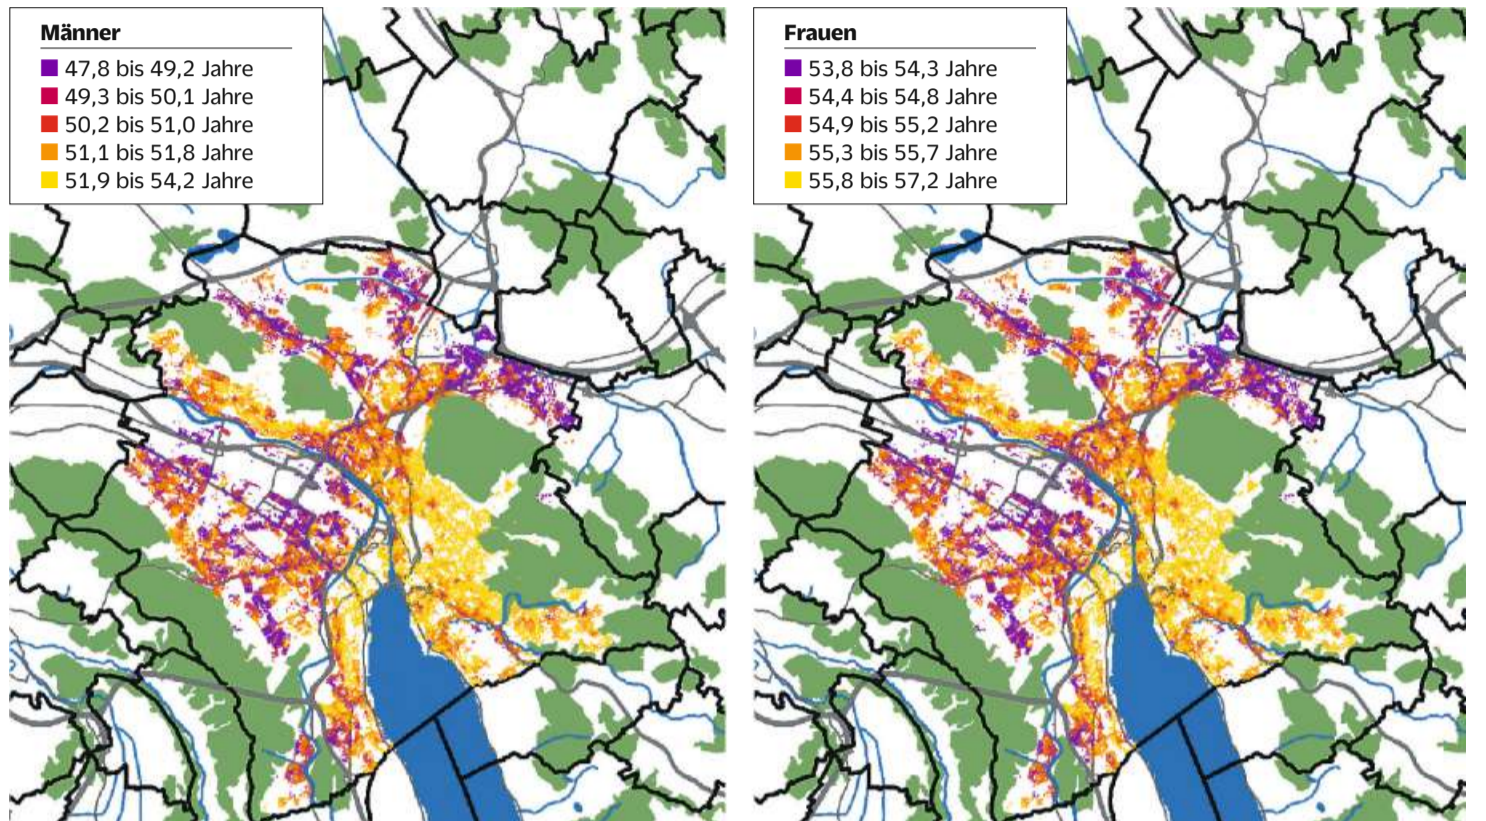 Männer
47,8 bis 49,2 Jahre
49,3 bis 50,1 Jahre
50,2 bis 51,0 Jahre
51,1 bis 51,8 Jahre
51,9 bis 54,2 Jahre
Frauen
53,8 bis 54,3 Jahre
54,4 bis 54,8 Jahre
54,9 bis 55,2 Jahre
55,3 bis 55,7 Jahre
55,8 bis 57,2 Jahre